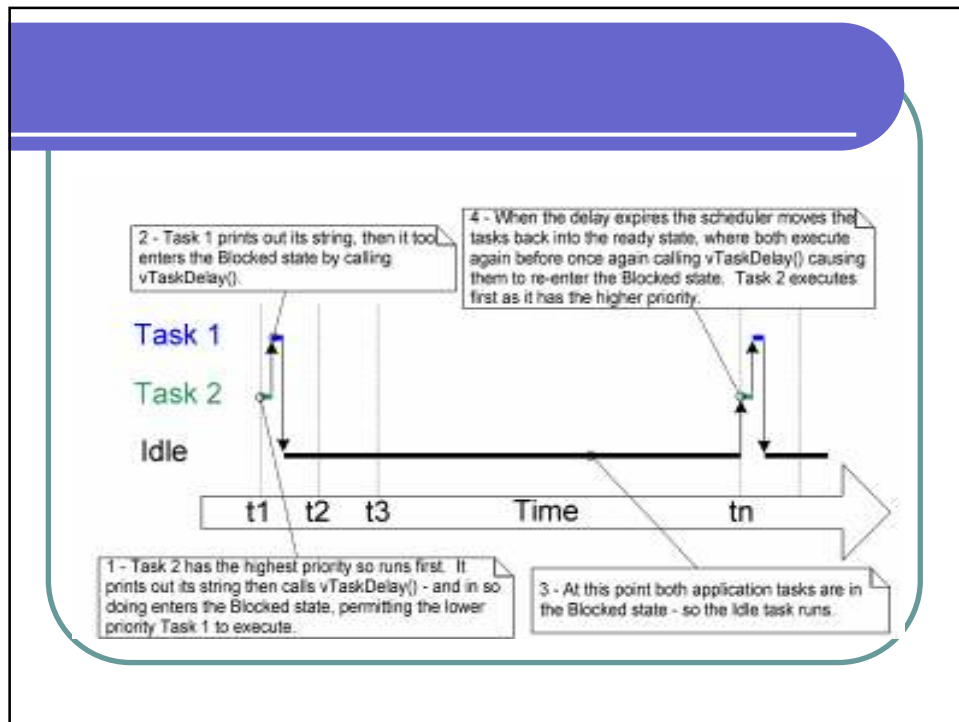 2 - Task 1 prints out its string, then it too
enters the Blocked state by calling
vTaskDelay().
4 - When the delay expires the scheduler moves the
tasks back into the ready state, where both execute
again before once again calling vTaskDelay() causing
them to re-enter the Blocked state. Task 2 executes
first as it has the higher priority.
Task 1
Task 2
Idle
t1 t2 t3 Time tn
1 - Task 2 has the highest priority so runs first. It
prints out its string then calls vTaskDelay() - and in so
doing enters the Blocked state, permitting the lower
priority Task 1 to execute.
3 - At this point both application tasks are in
the Blocked state - so the Idle task runs.